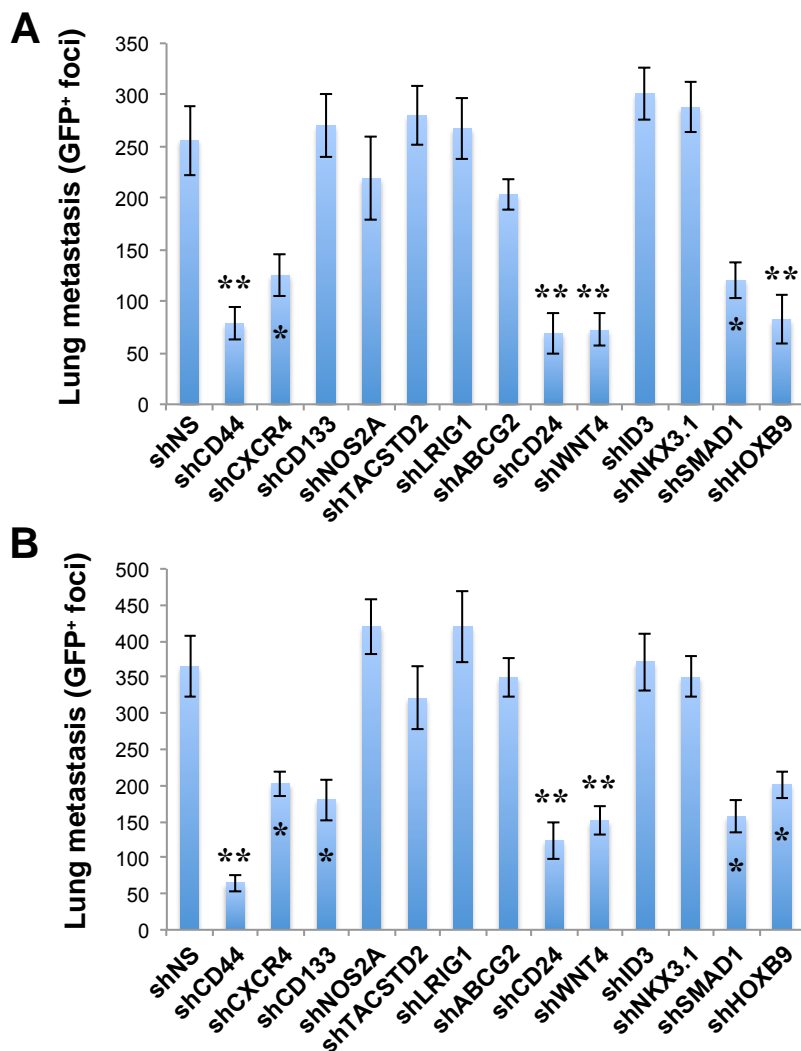 A
Lung metastasis (GFP+ foci)
350
300
250
200
150
100
50
0
**
*
**
**
*
**
shNS
shCD44
shCXCR4
shCD133
shNOS2A
shTACSTD2
shLRIG1
shABCG2
shCD24
shWNT4
shID3
shNKX3.1
shSMAD1
shHOXB9
B
Lung metastasis (GFP+ foci)
500
450
400
350
300
250
200
150
100
50
0
**
*
*
**
**
*
*
shNS
shCD44
shCXCR4
shCD133
shNOS2A
shTACSTD2
shLRIG1
shABCG2
shCD24
shWNT4
shID3
shNKX3.1
shSMAD1
shHOXB9